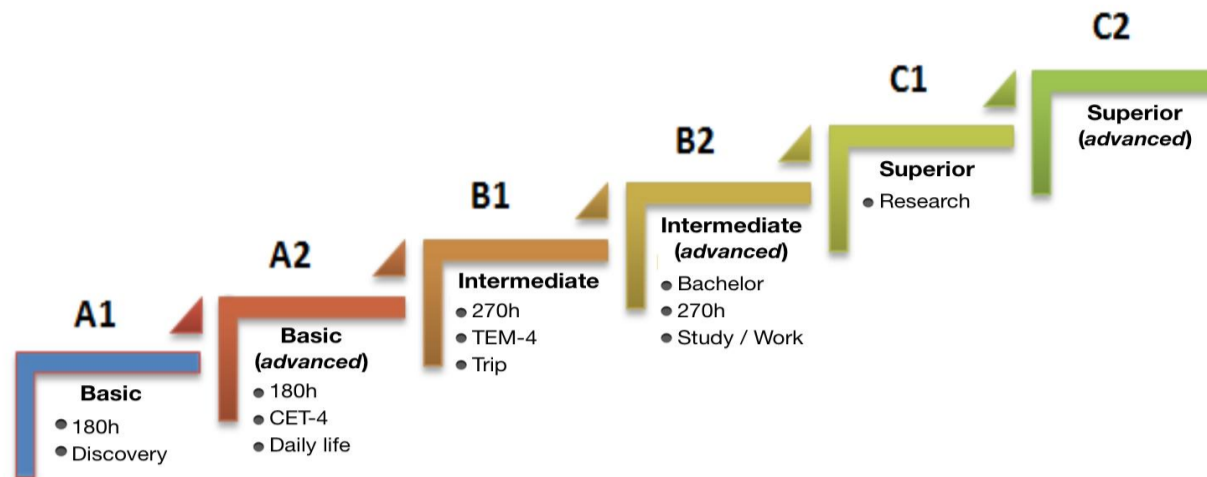 A1
Basic
180h
Discovery
A2
Basic
(advanced)
180h
CET-4
Daily life
B1
Intermediate
270h
TEM-4
Trip
B2
Intermediate
(advanced)
Bachelor
270h
Study / Work
C1
Superior
Research
C2
Superior
(advanced)